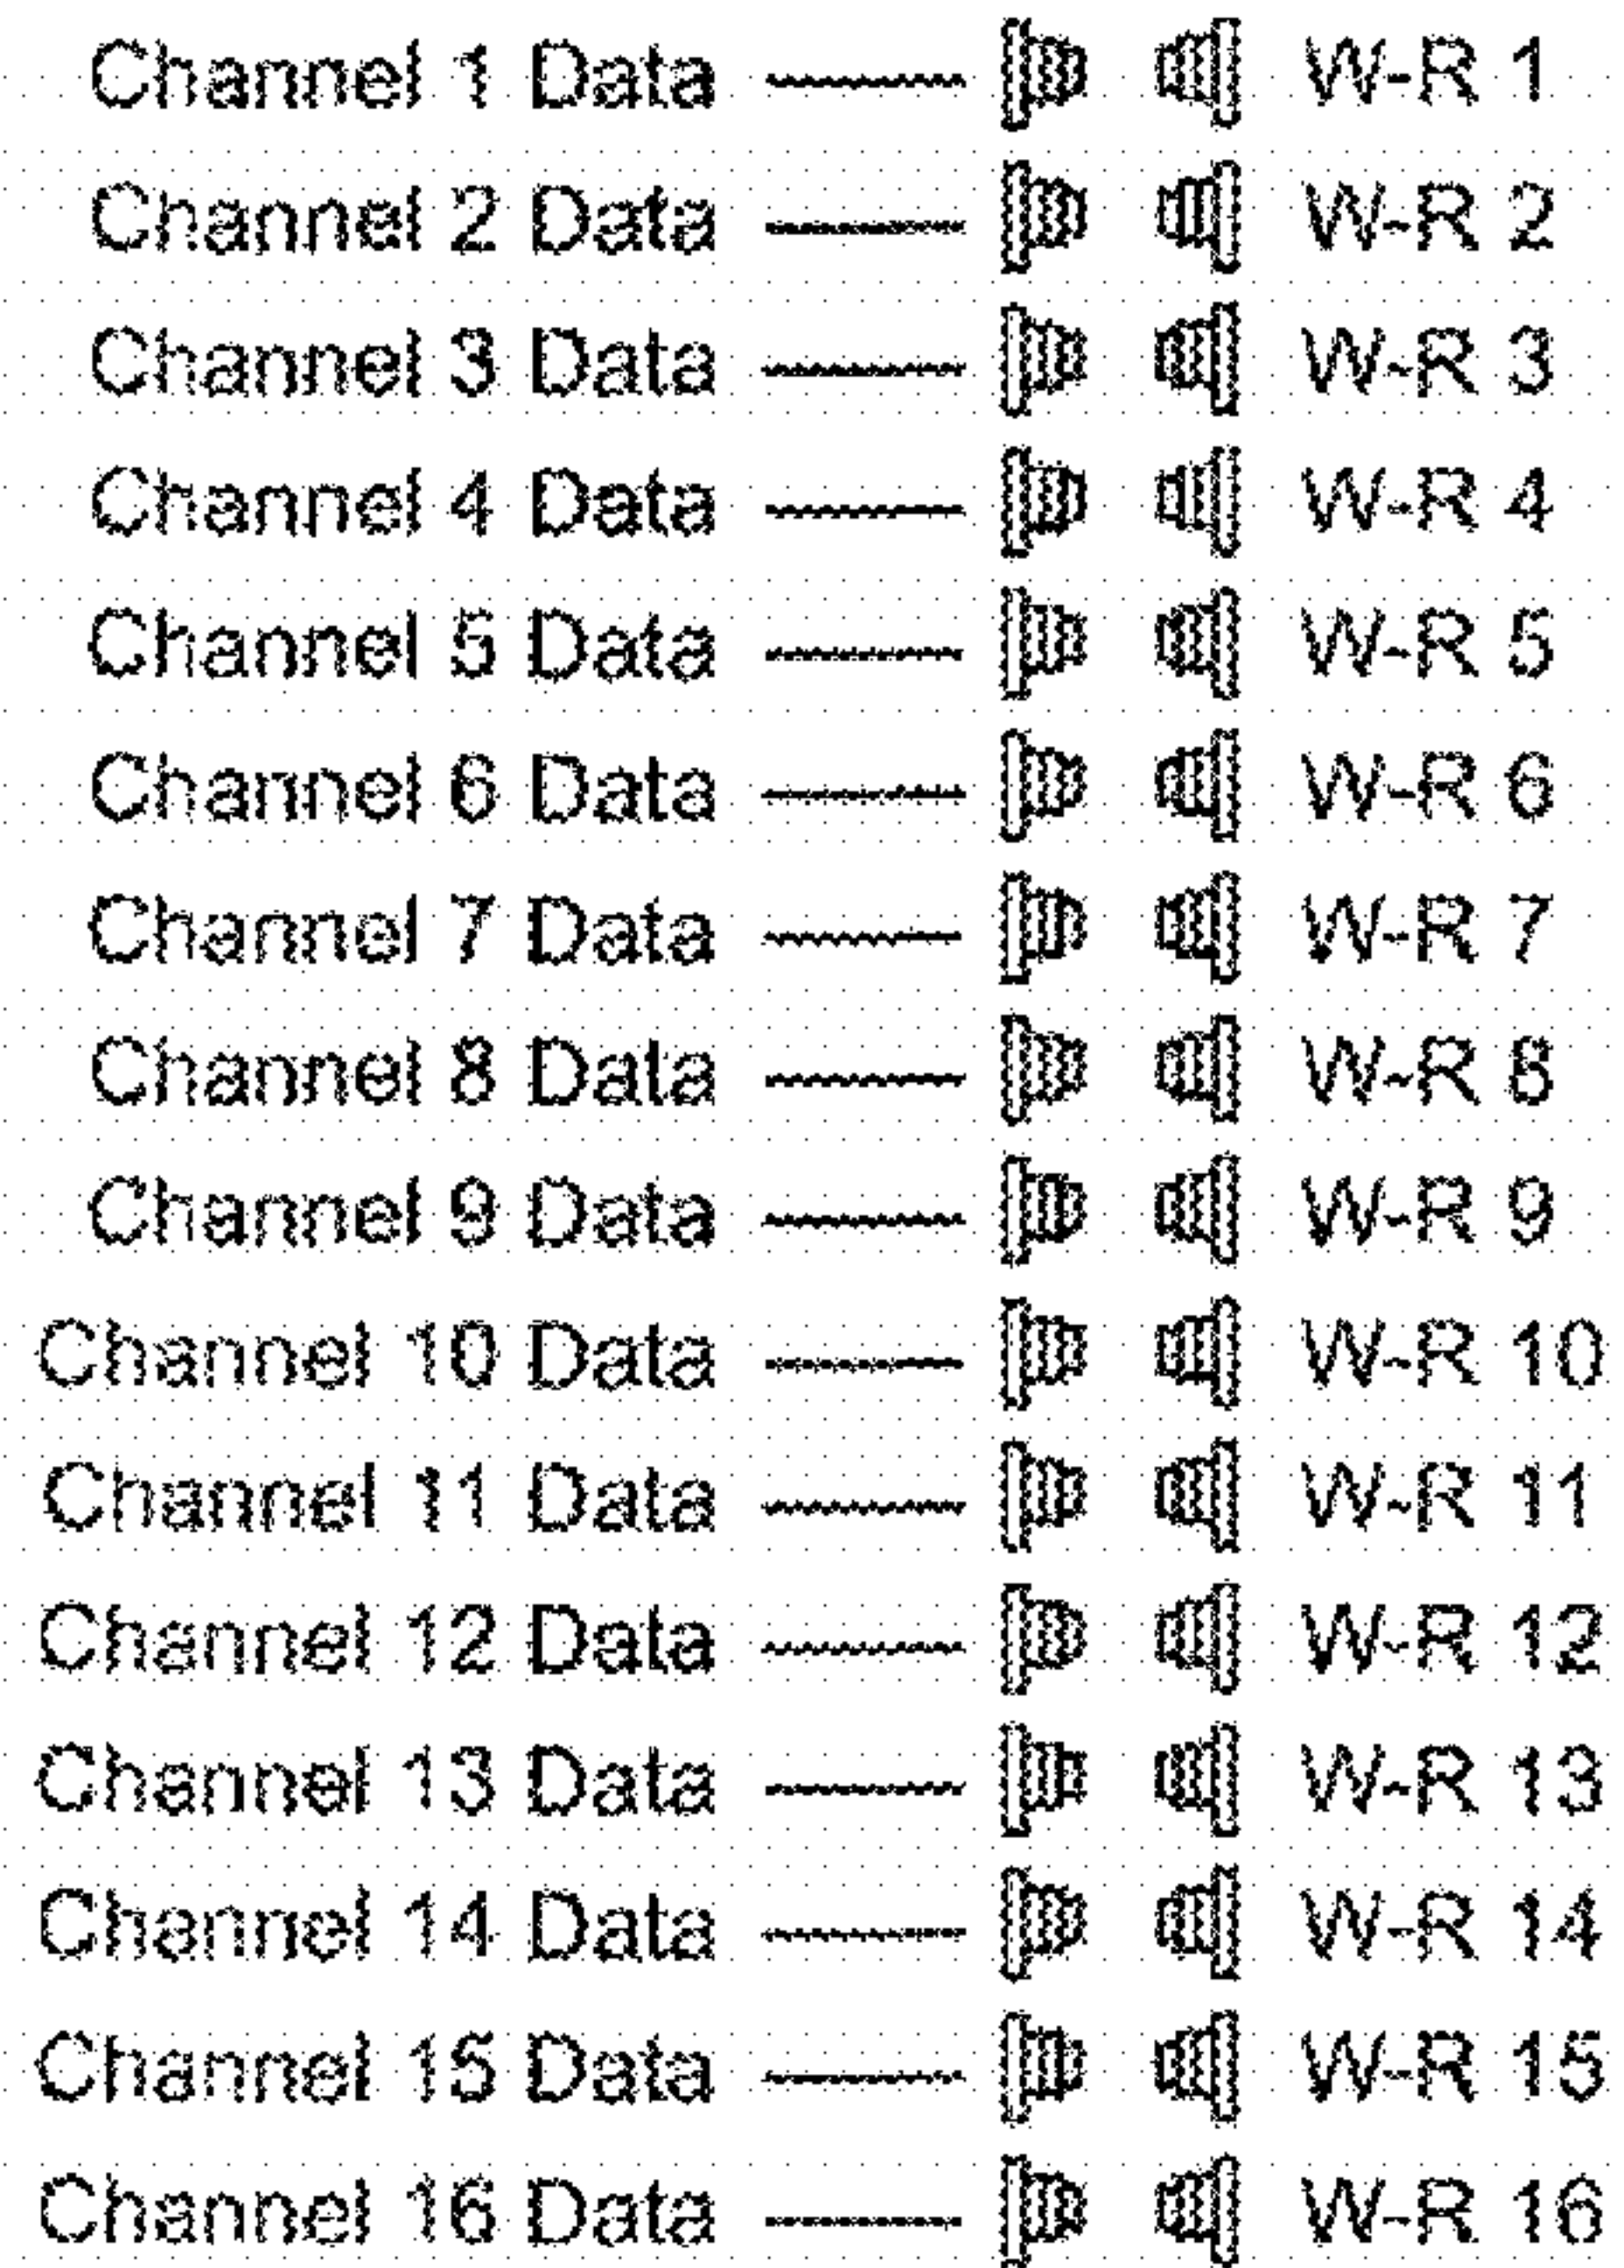 Channel 1 Data W-R 1
Channel 2 Data W-R 2
Channel 3 Data W-R 3
Channel 4 Data W-R 4
Channel 5 Data W-R 5
Channel 6 Data W-R 6
Channel 7 Data W-R 7
Channel 8 Data W-R 8
Channel 9 Data W-R 9
Channel 10 Data W-R 10
Channel 11 Data W-R 11
Channel 12 Data W-R 12
Channel 13 Data W-R 13
Channel 14 Data W-R 14
Channel 15 Data W-R 15
Channel 16 Data W-R 16